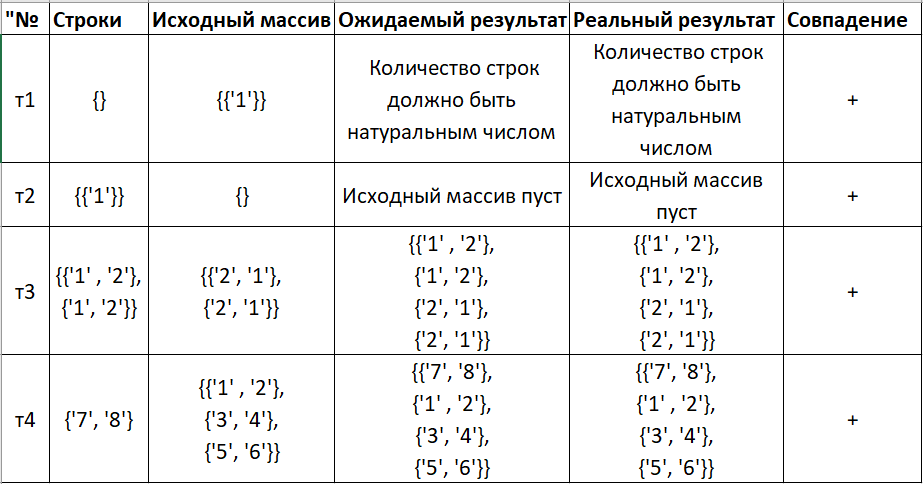 "№ Строки Исходный массив Ожидаемый результат Реальный результат Совпадение
т1 {} {{'1'}} Количество строк должно быть натуральным числом Количество строк должно быть натуральным числом +
т2 {{'1'}} {} Исходный массив пуст Исходный массив пуст +
т3 {{'1' , '2'}, {'1', '2'}} {{'2', '1'}, {'2', '1'}} {{'1' , '2'}, {'1', '2'}, {'2', '1'}, {'2', '1'}} {{'1' , '2'}, {'1', '2'}, {'2', '1'}, {'2', '1'}} +
т4 {'7', '8'} {{'1' , '2'}, {'3', '4'}, {'5', '6'}} {{'7', '8'}, {'1' , '2'}, {'3', '4'}, {'5', '6'}} {{'7', '8'}, {'1' , '2'}, {'3', '4'}, {'5', '6'}} +